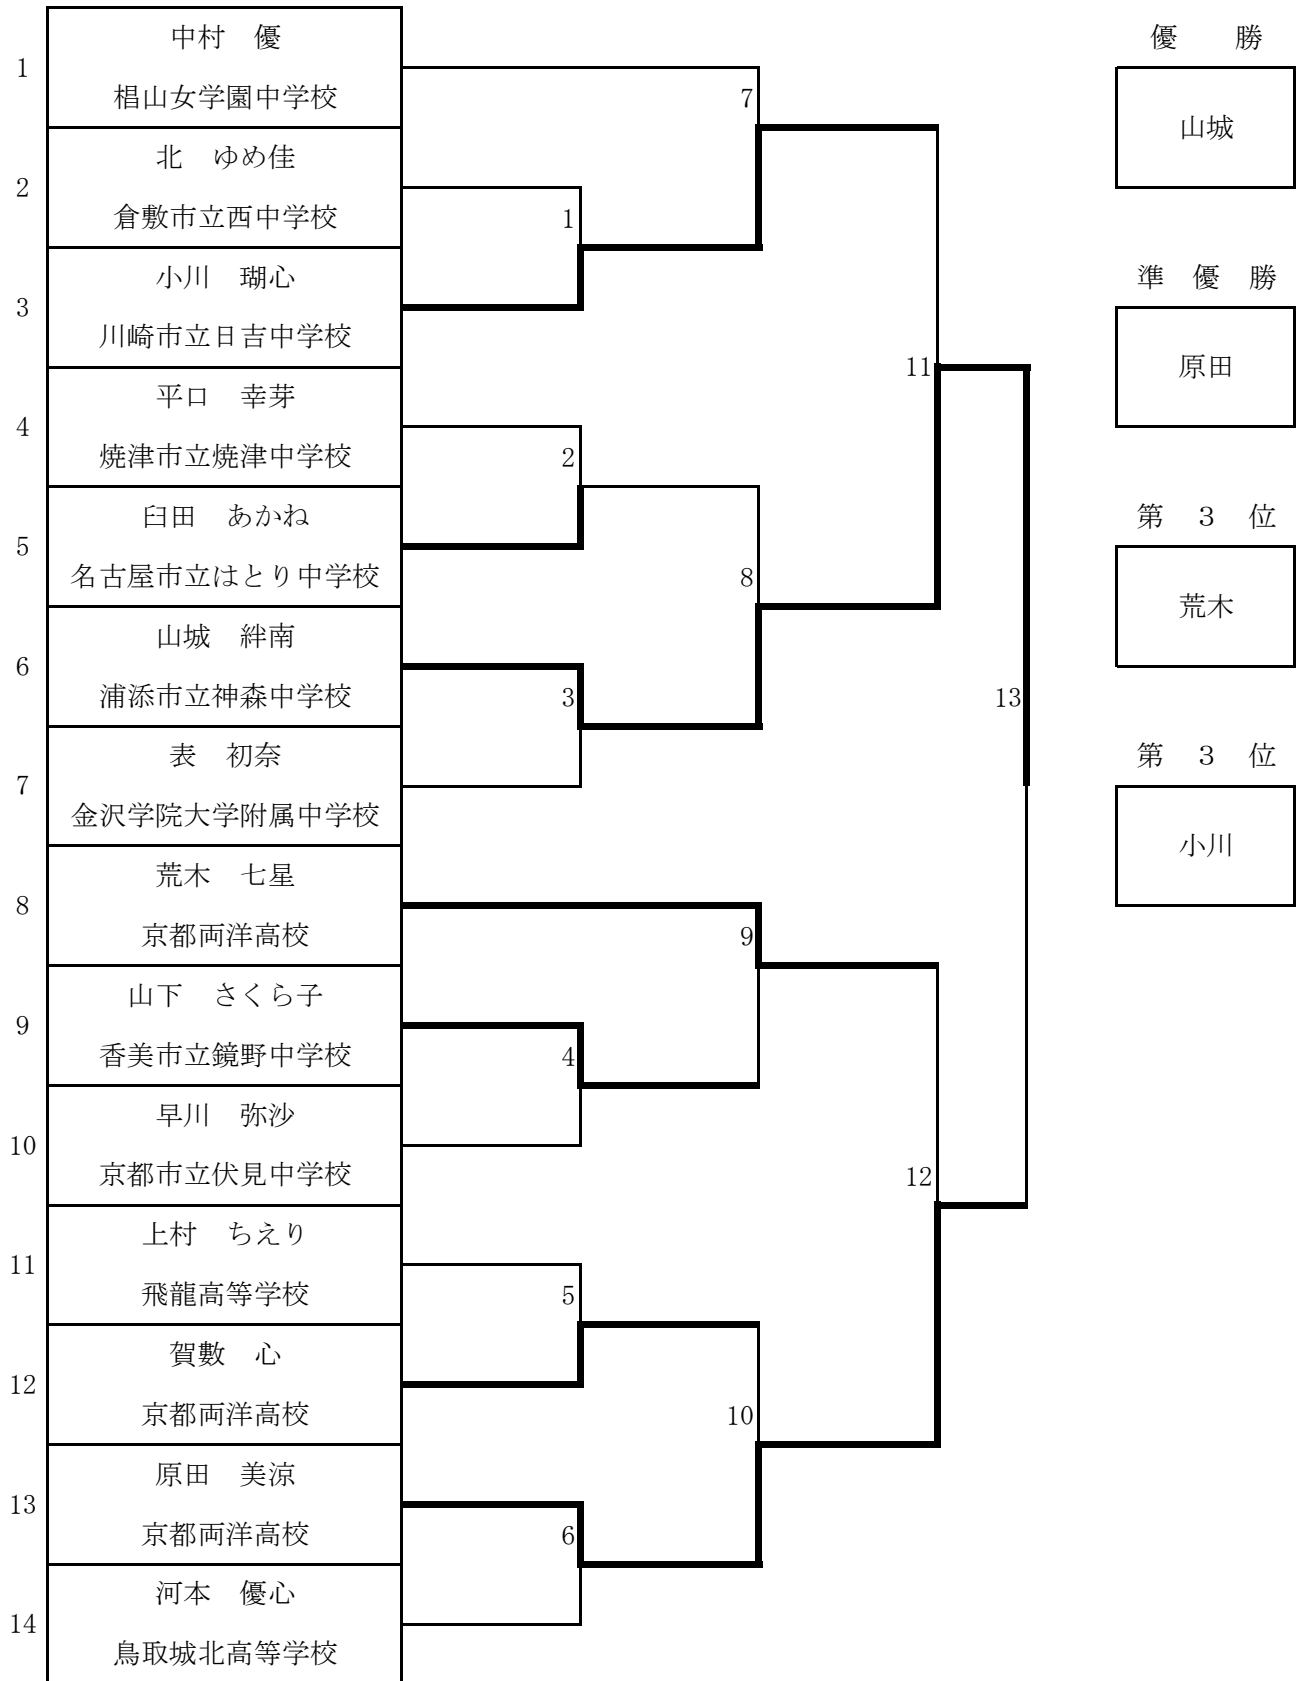 1
中村　優
椙山女学園中学校
2
北　ゆめ佳
倉敷市立西中学校
3
小川　瑚心
川崎市立日吉中学校
4
平口　幸芽
焼津市立焼津中学校
5
臼田　あかね
名古屋市立はとり中学校
6
山城　絆南
浦添市立神森中学校
7
表　初奈
金沢学院大学附属中学校
8
荒木　七星
京都両洋高校
9
山下　さくら子
香美市立鏡野中学校
10
早川　弥沙
京都市立伏見中学校
11
上村　ちえり
飛龍高等学校
12
賀數　心
京都両洋高校
13
原田　美涼
京都両洋高校
14
河本　優心
鳥取城北高等学校
1
2
3
4
5
6
7
8
9
10
11
12
13
優　勝
山城
準　優　勝
原田
第　３　位
荒木
第　３　位
小川